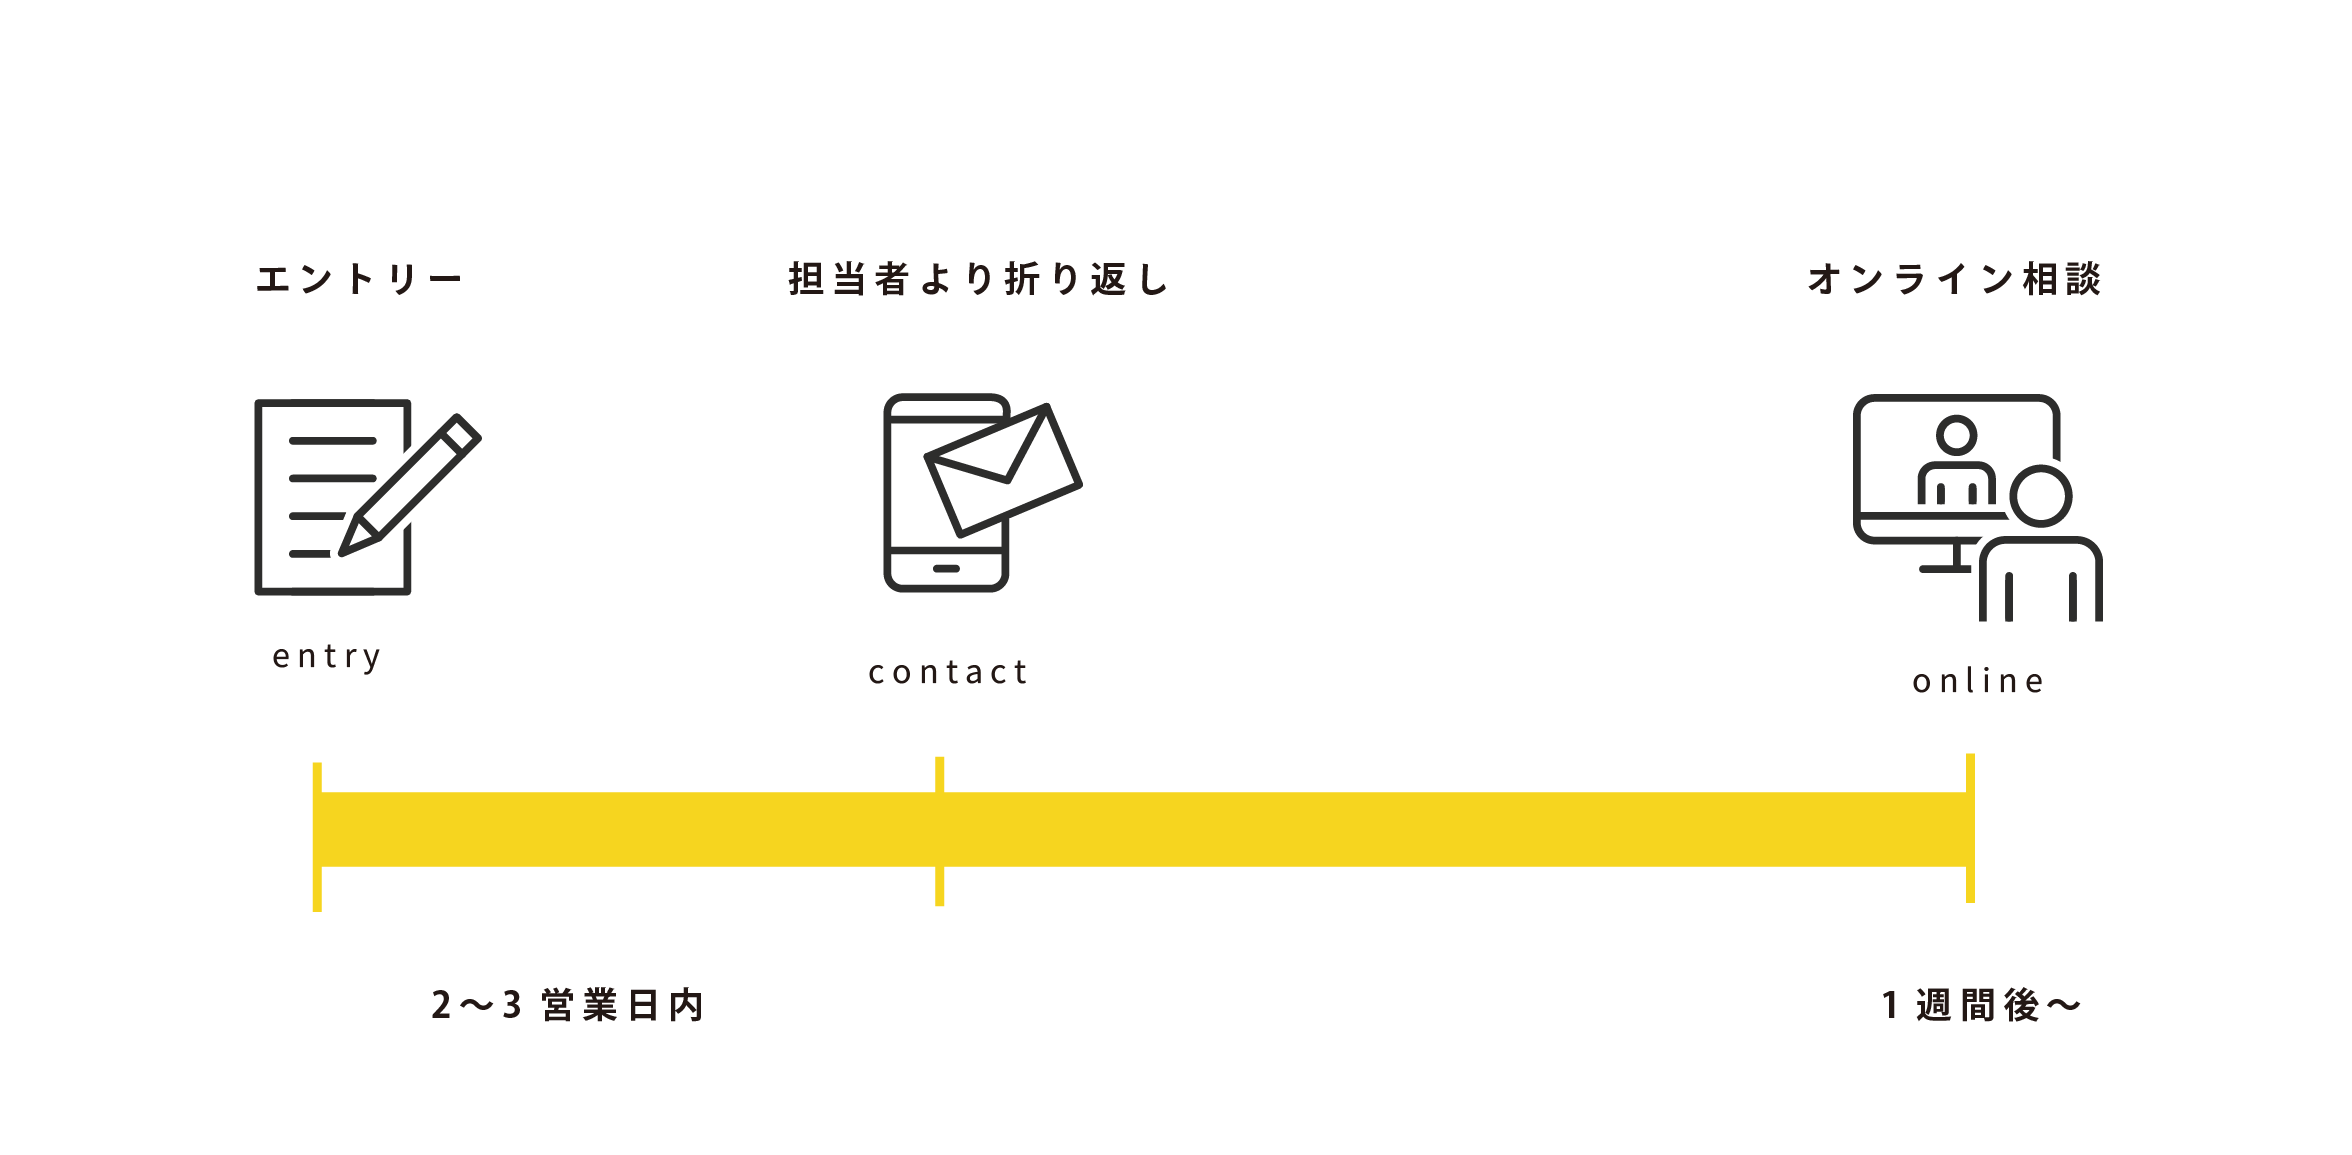 エントリー
担当者より折り返し
オンライン相談
entry
contact
online
2〜3 営業日内
1 週間後〜